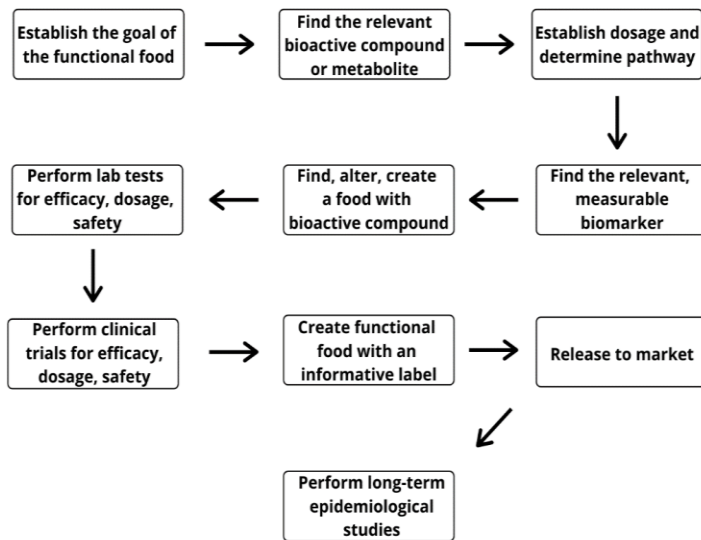 Establish the goal of
the functional food
Find the relevant
bioactive compound
or metabolite
Establish dosage and
determine pathway
Find the relevant,
measurable
biomarker
Find, alter, create
a food with
bioactive compound
Perform lab tests
for efficacy, dosage,
safety
Perform clinical
trials for efficacy,
dosage, safety
Create functional
food with an
informative label
Release to market
Perform long-term
epidemiological
studies